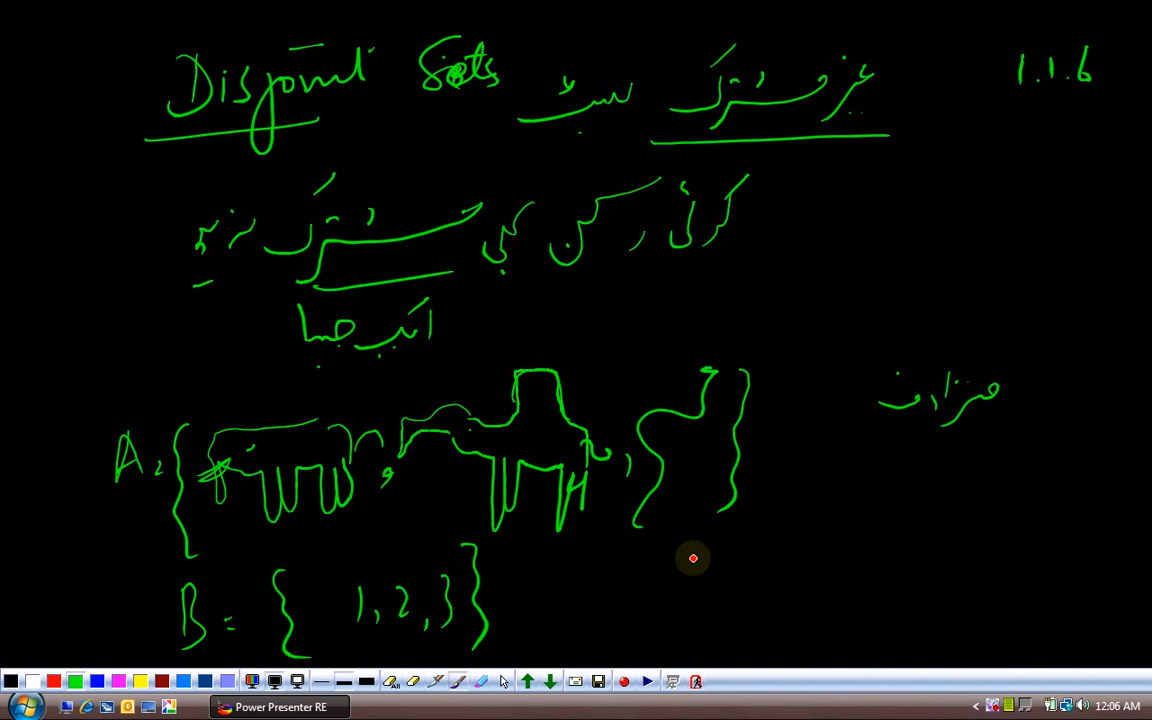 Disjoint Sets غیر مشترک سیٹ 1.1.6
کوئی رکن بھی مشترک نہ ہو
ایک جیسا
متزارف
A = { , , }
B = { 1, 2, 3 }
Power Presenter RE
12:06 AM